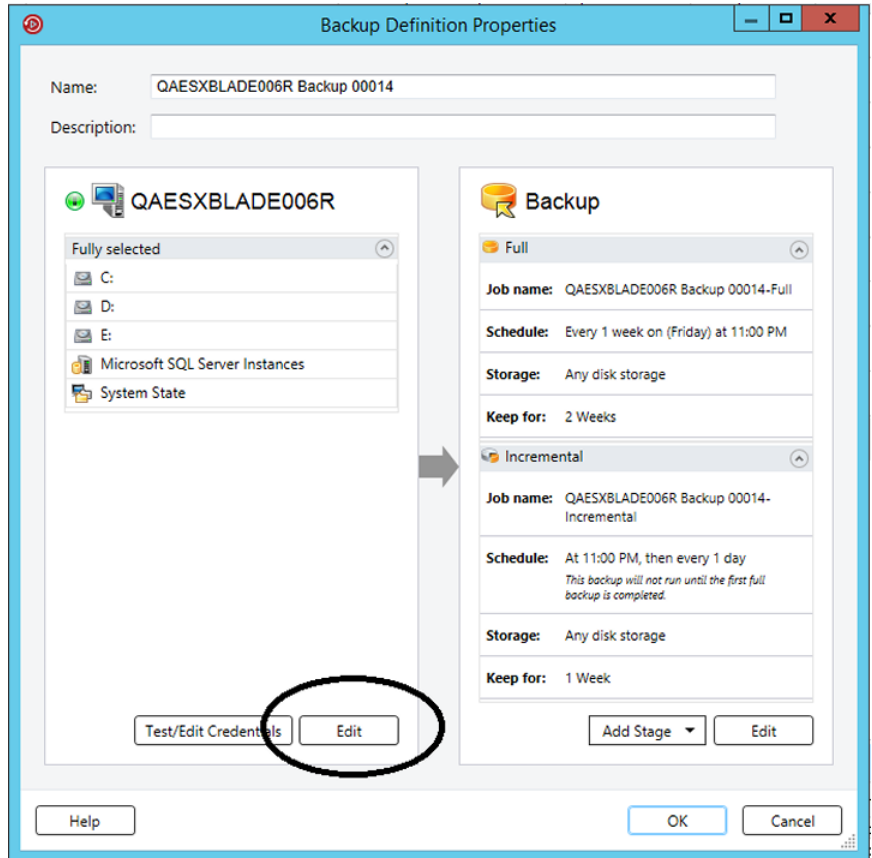 Backup Definition Properties
Name: QAESXBLADE006R Backup 00014
Description:
QAESXBLADE006R
Fully selected
C:
D:
E:
Microsoft SQL Server Instances
System State
Test/Edit Credentials
Edit
Backup
Full
Job name: QAESXBLADE006R Backup 00014-Full
Schedule: Every 1 week on (Friday) at 11:00 PM
Storage: Any disk storage
Keep for: 2 Weeks
Incremental
Job name: QAESXBLADE006R Backup 00014-
Incremental
Schedule: At 11:00 PM, then every 1 day
This backup will not run until the first full
backup is completed.
Storage: Any disk storage
Keep for: 1 Week
Add Stage
Edit
Help
OK
Cancel